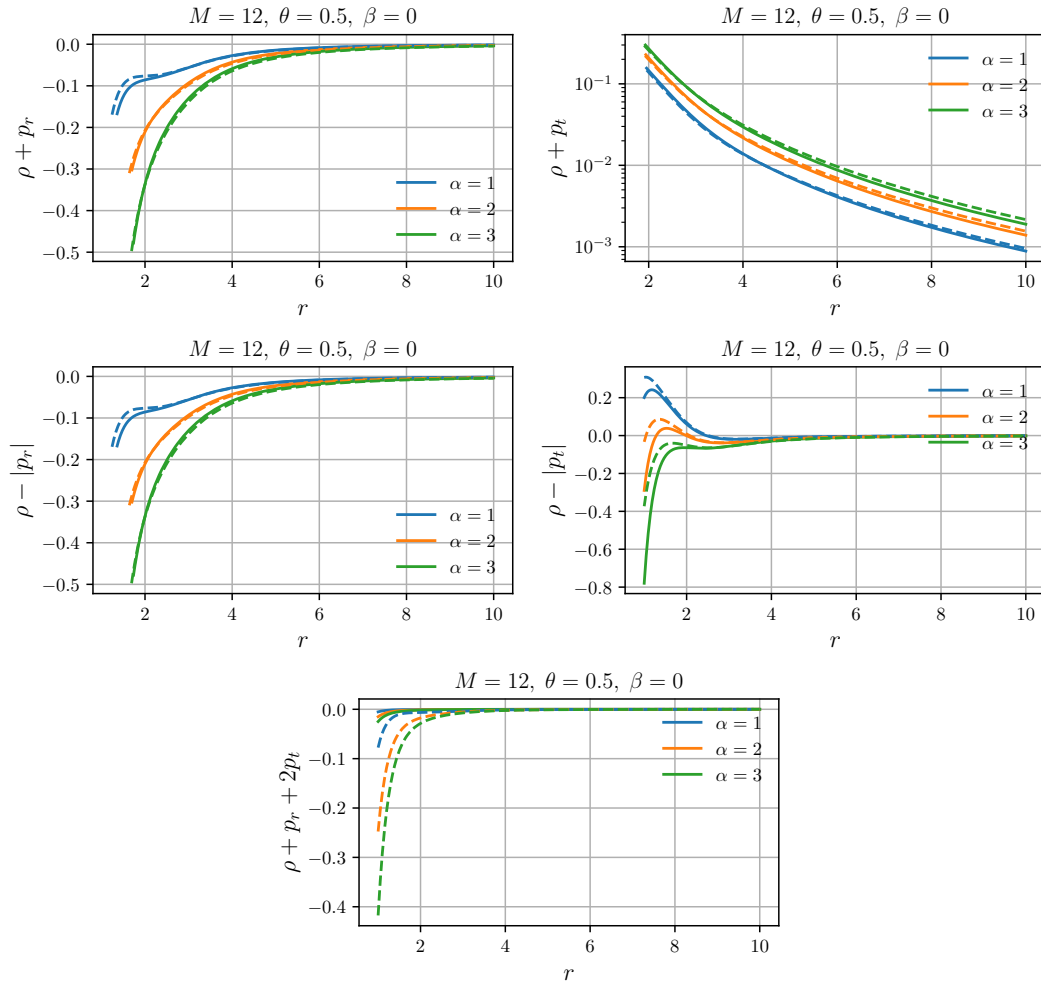 M = 12, θ = 0.5, β = 0
ρ + p_r
0.0
−0.1
−0.2
−0.3
−0.4
−0.5
α = 1
α = 2
α = 3
2 4 6 8 10
r
M = 12, θ = 0.5, β = 0
ρ + p_t
10⁻¹
10⁻²
10⁻³
α = 1
α = 2
α = 3
2 4 6 8 10
r
M = 12, θ = 0.5, β = 0
ρ − |p_r|
0.0
−0.1
−0.2
−0.3
−0.4
−0.5
α = 1
α = 2
α = 3
2 4 6 8 10
r
M = 12, θ = 0.5, β = 0
ρ − |p_t|
0.2
0.0
−0.2
−0.4
−0.6
−0.8
α = 1
α = 2
α = 3
2 4 6 8 10
r
M = 12, θ = 0.5, β = 0
ρ + p_r + 2p_t
0.0
−0.1
−0.2
−0.3
−0.4
α = 1
α = 2
α = 3
2 4 6 8 10
r